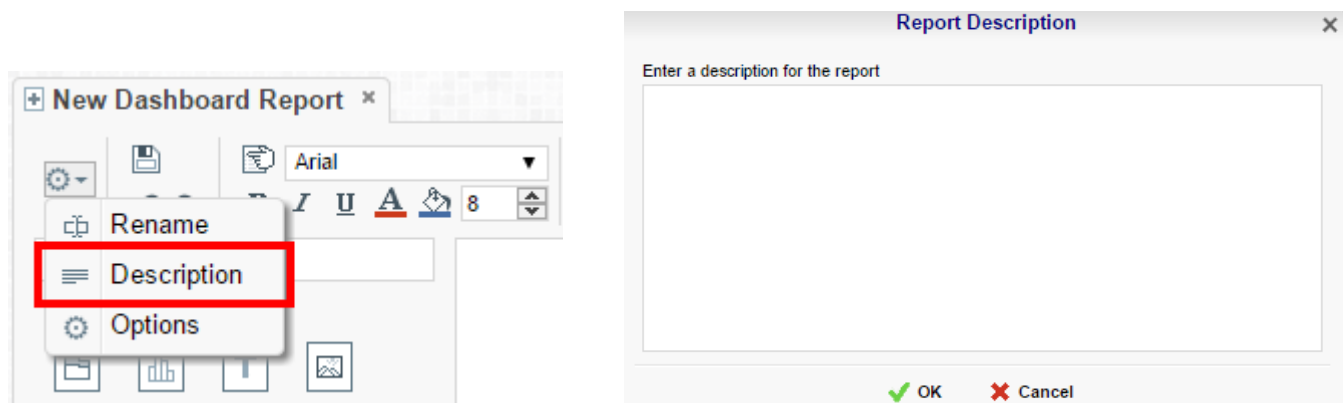 New Dashboard Report
Arial
I U A 8
Rename
Description
Options
T
Report Description
Enter a description for the report
OK Cancel